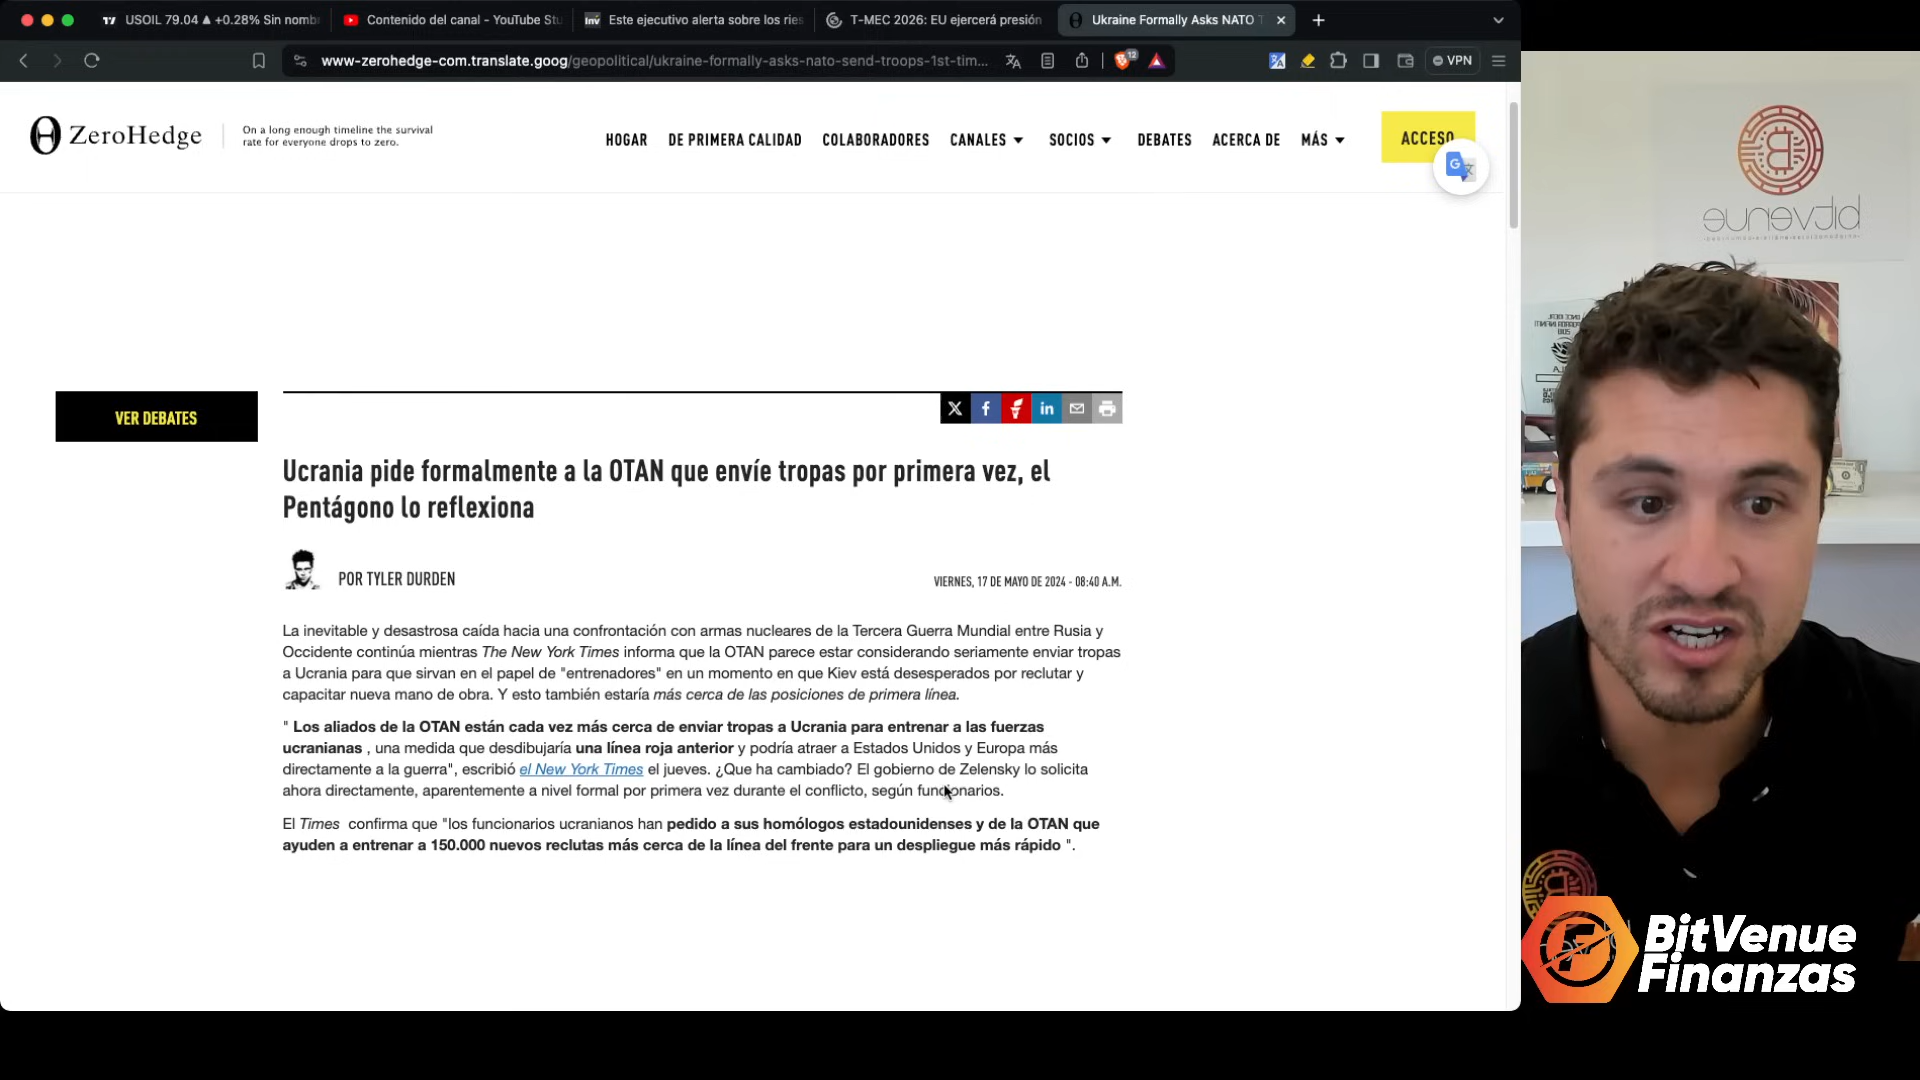 USOIL 79.04 ▲ +0.28% Sin nomb
Contenido del canal - YouTube Stu
Este ejecutivo alerta sobre los ries
T-MEC 2026: EU ejercerá presión
Ukraine Formally Asks NATO T
www-zerohedge-com.translate.goog/geopolitical/ukraine-formally-asks-nato-send-troops-1st-tim...
12
VPN
ZeroHedge
On a long enough timeline the survival
rate for everyone drops to zero.
HOGAR DE PRIMERA CALIDAD COLABORADORES CANALES SOCIOS DEBATES ACERCA DE MÁS
ACCESO
bitvenue
VER DEBATES
Ucrania pide formalmente a la OTAN que envíe tropas por primera vez, el
Pentágono lo reflexiona
POR TYLER DURDEN
VIERNES, 17 DE MAYO DE 2024 - 08:40 A.M.
La inevitable y desastrosa caída hacia una confrontación con armas nucleares de la Tercera Guerra Mundial entre Rusia y
Occidente continúa mientras The New York Times informa que la OTAN parece estar considerando seriamente enviar tropas
a Ucrania para que sirvan en el papel de "entrenadores" en un momento en que Kiev está desesperados por reclutar y
capacitar nueva mano de obra. Y esto también estaría más cerca de las posiciones de primera línea.
" Los aliados de la OTAN están cada vez más cerca de enviar tropas a Ucrania para entrenar a las fuerzas
ucranianas , una medida que desdibujaría una línea roja anterior y podría atraer a Estados Unidos y Europa más
directamente a la guerra", escribió el New York Times el jueves. ¿Que ha cambiado? El gobierno de Zelensky lo solicita
ahora directamente, aparentemente a nivel formal por primera vez durante el conflicto, según funcionarios.
El Times confirma que "los funcionarios ucranianos han pedido a sus homólogos estadounidenses y de la OTAN que
ayuden a entrenar a 150.000 nuevos reclutas más cerca de la línea del frente para un despliegue más rápido ".
BitVenue
Finanzas